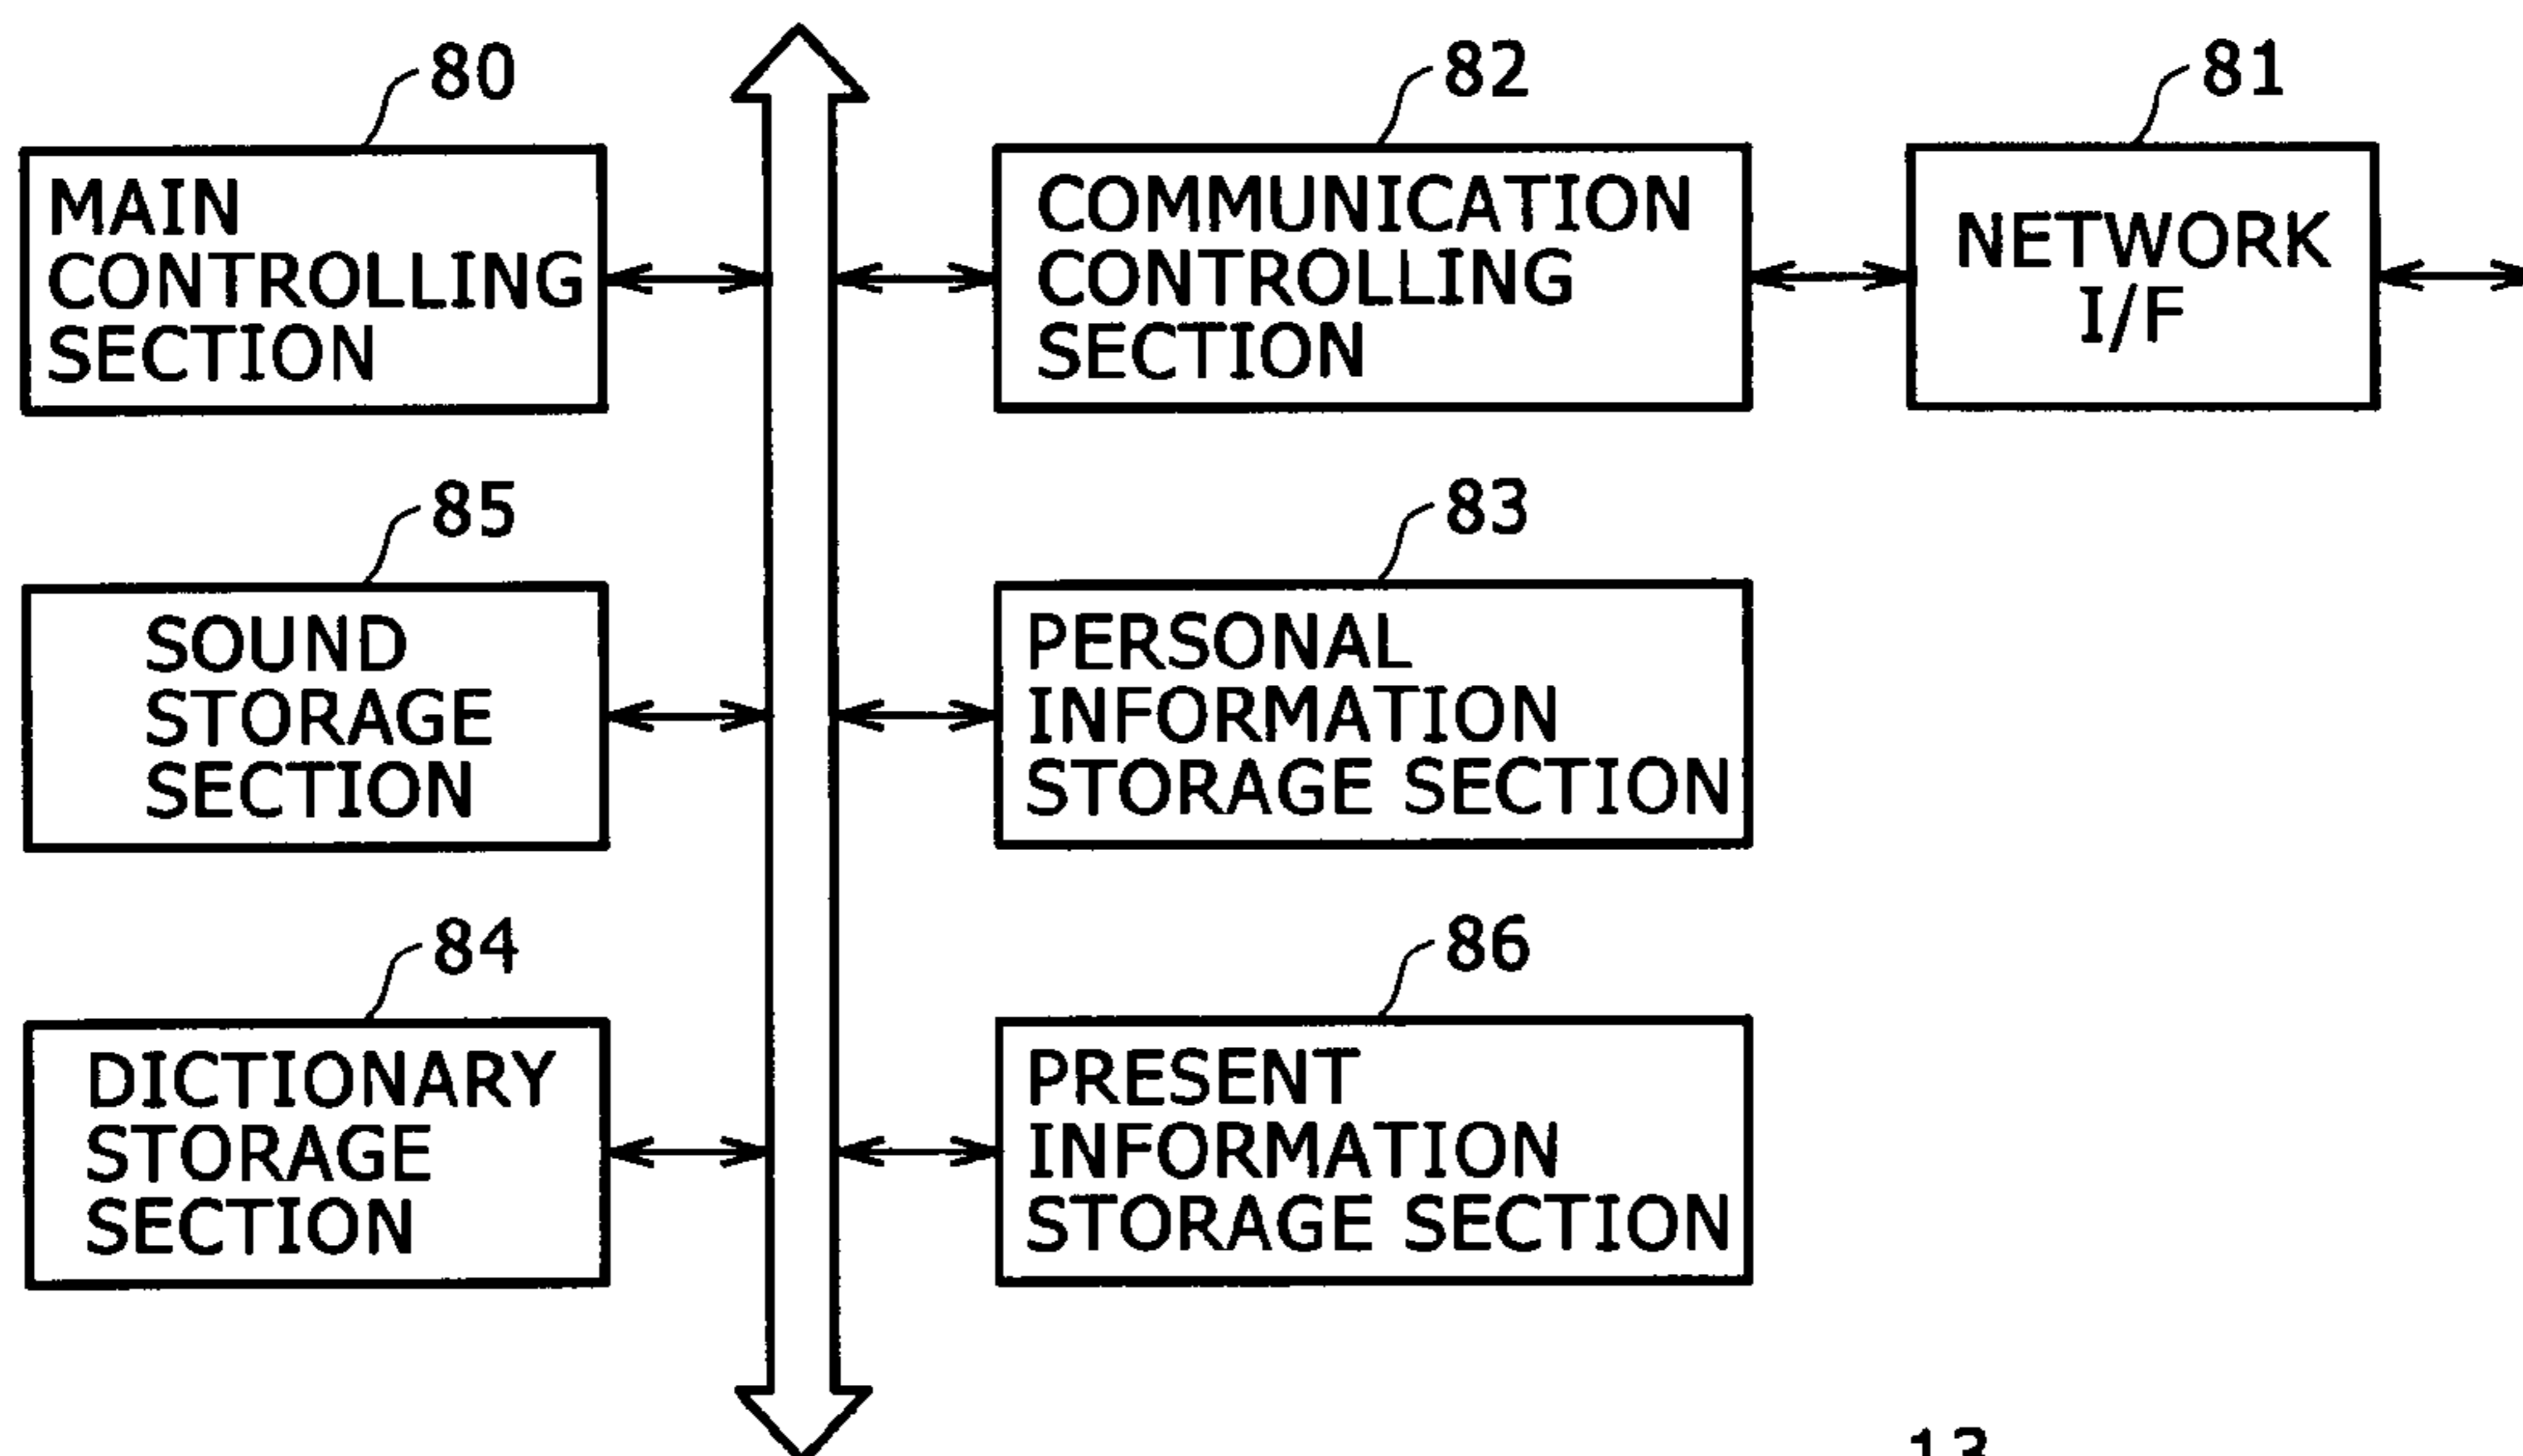 80
MAIN
CONTROLLING
SECTION
82
COMMUNICATION
CONTROLLING
SECTION
81
NETWORK
I/F
85
SOUND
STORAGE
SECTION
83
PERSONAL
INFORMATION
STORAGE SECTION
84
DICTIONARY
STORAGE
SECTION
86
PRESENT
INFORMATION
STORAGE SECTION
13